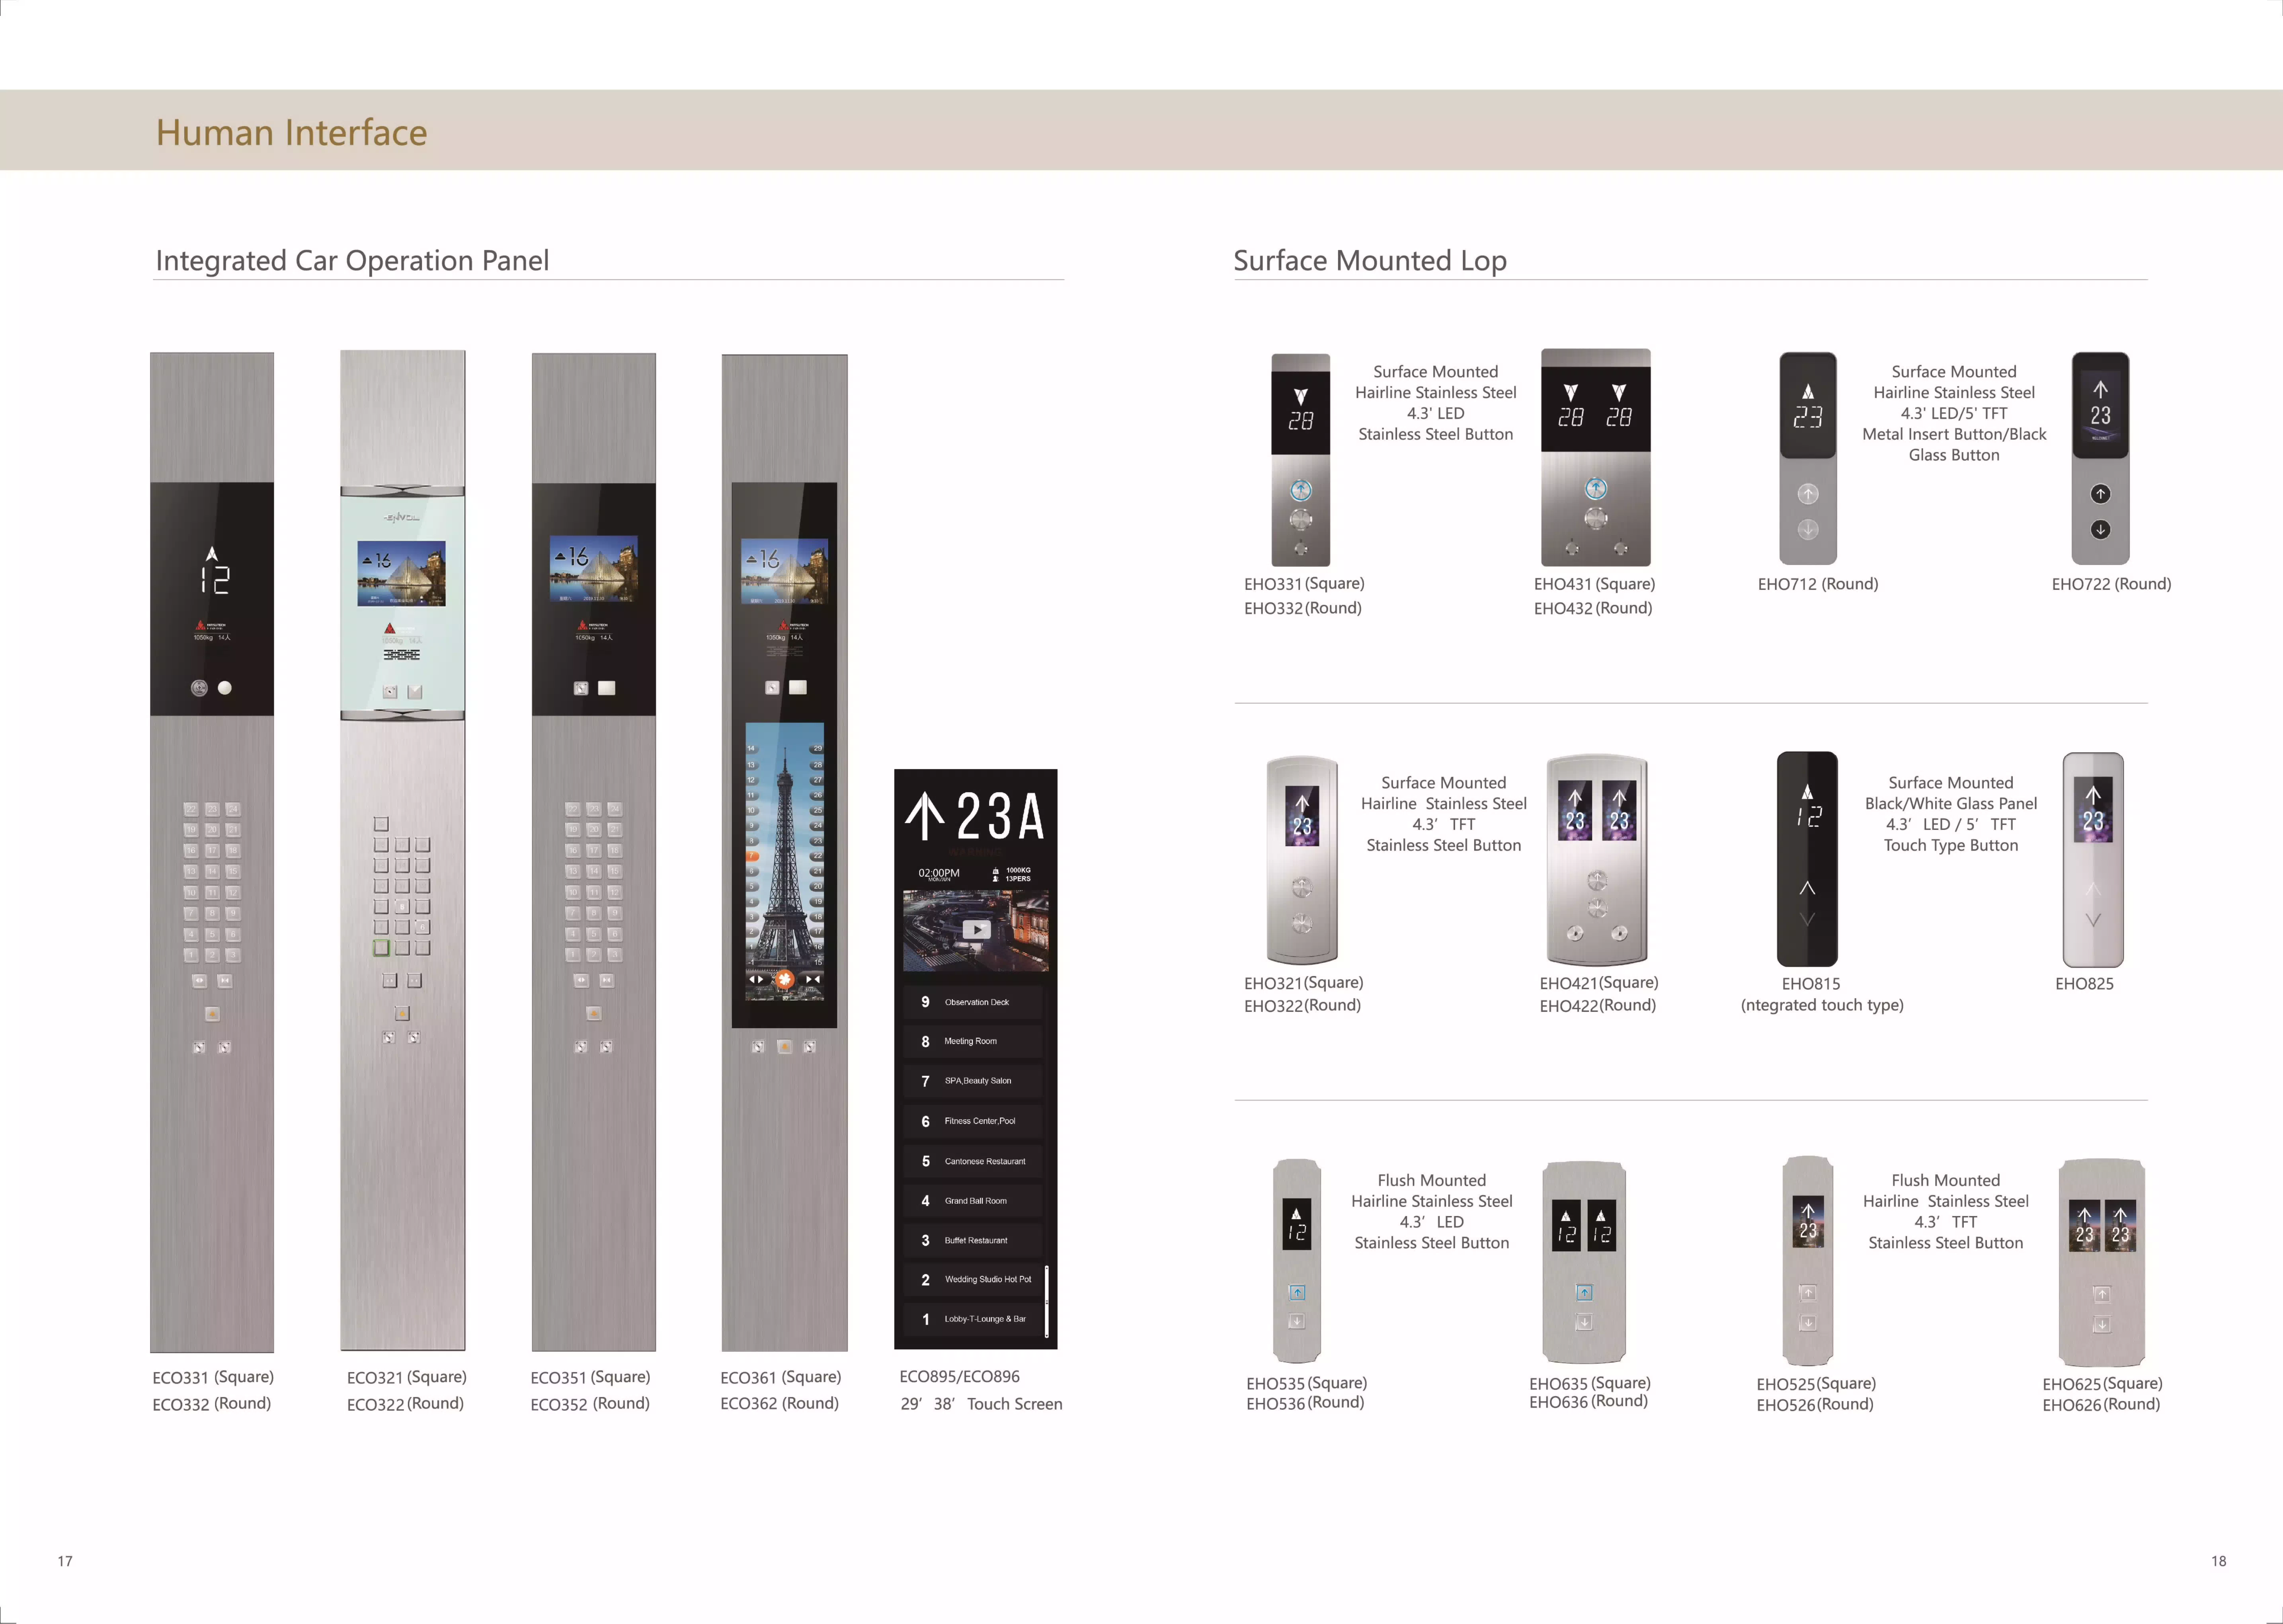 Human Interface
Integrated Car Operation Panel
12
1050kg 14人
ECO331 (Square)
ECO332 (Round)
16
ECO321 (Square)
ECO322 (Round)
16
1050kg 14人
ECO351 (Square)
ECO352 (Round)
16
1050kg 14人
ECO361 (Square)
ECO362 (Round)
23A
02:00PM
1000KG
13PERS
9 Observation Deck
8 Meeting Room
7 SPA,Beauty Salon
6 Fitness Center,Pool
5 Cantonese Restaurant
4 Grand Ball Room
3 Buffet Restaurant
2 Wedding Studio Hot Pot
1 Lobby-T-Lounge & Bar
ECO895/ECO896
29′ 38′ Touch Screen
Surface Mounted Lop
28
Surface Mounted
Hairline Stainless Steel
4.3' LED
Stainless Steel Button
28 28
EHO331 (Square)
EHO332 (Round)
EHO431 (Square)
EHO432 (Round)
23
Surface Mounted
Hairline Stainless Steel
4.3' LED/5' TFT
Metal Insert Button/Black
Glass Button
23
EHO712 (Round)
EHO722 (Round)
23
Surface Mounted
Hairline Stainless Steel
4.3′ TFT
Stainless Steel Button
23 23
EHO321(Square)
EHO322(Round)
EHO421(Square)
EHO422(Round)
12
Surface Mounted
Black/White Glass Panel
4.3′ LED / 5′ TFT
Touch Type Button
23
EHO815
(ntegrated touch type)
EHO825
12
Flush Mounted
Hairline Stainless Steel
4.3′ LED
Stainless Steel Button
12 12
EHO535 (Square)
EHO536 (Round)
EHO635 (Square)
EHO636 (Round)
23
Flush Mounted
Hairline Stainless Steel
4.3′ TFT
Stainless Steel Button
23 23
EHO525(Square)
EHO526(Round)
EHO625(Square)
EHO626(Round)
17
18